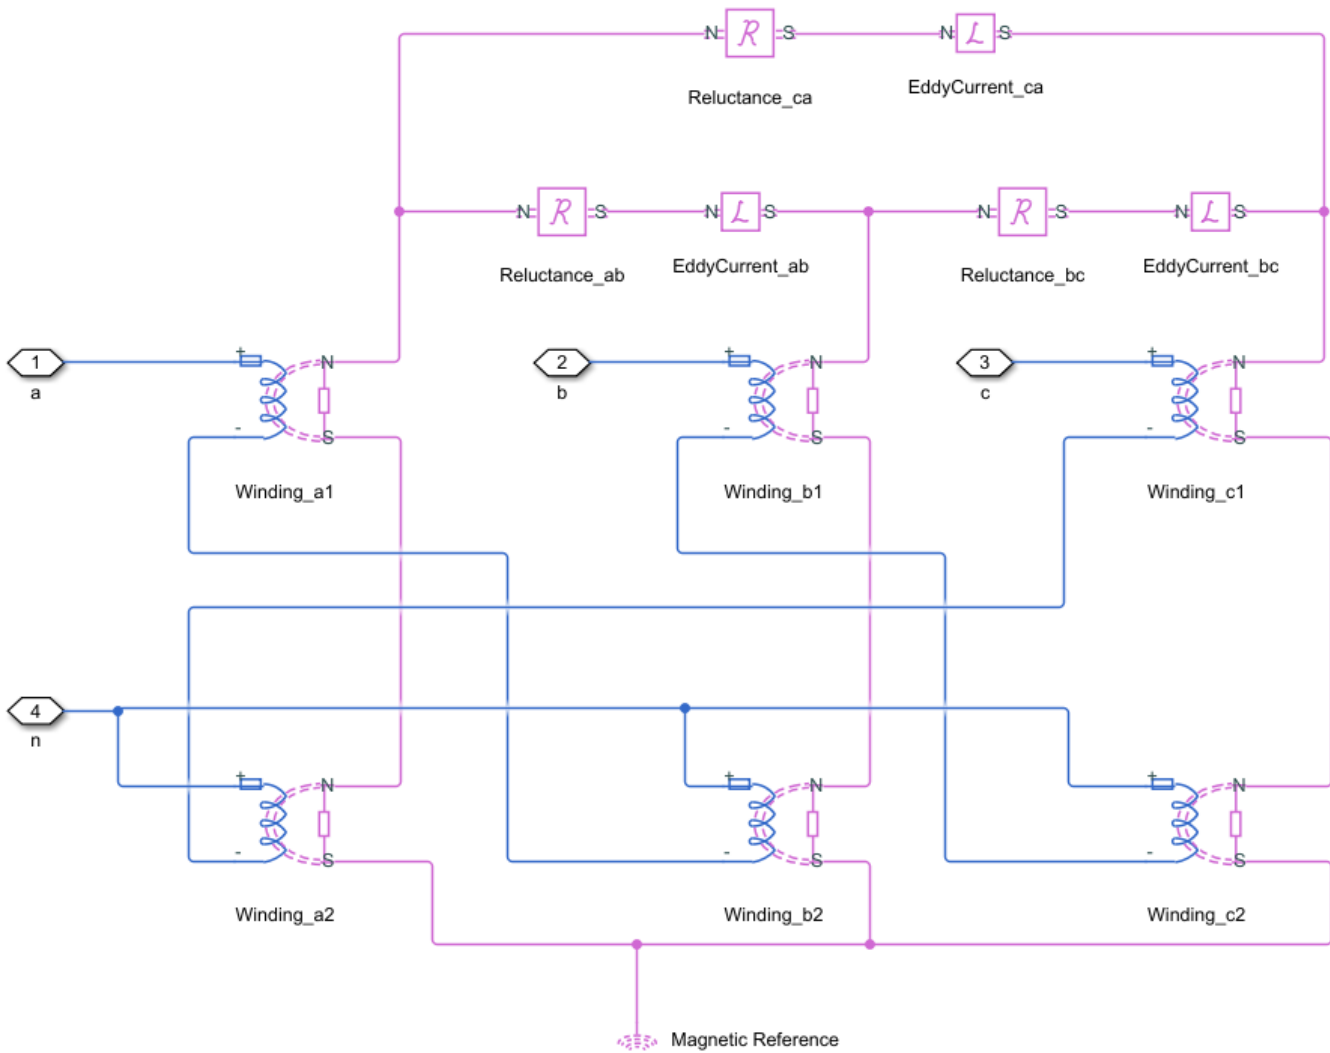 N R S N L S
Reluctance_ca EddyCurrent_ca
N R S N L S N R S N L S
Reluctance_ab EddyCurrent_ab Reluctance_bc EddyCurrent_bc
1 + N 2 + N 3 + N
a b c
- S - S - S
Winding_a1 Winding_b1 Winding_c1
4
n
+ N + N + N
- S - S - S
Winding_a2 Winding_b2 Winding_c2
Magnetic Reference